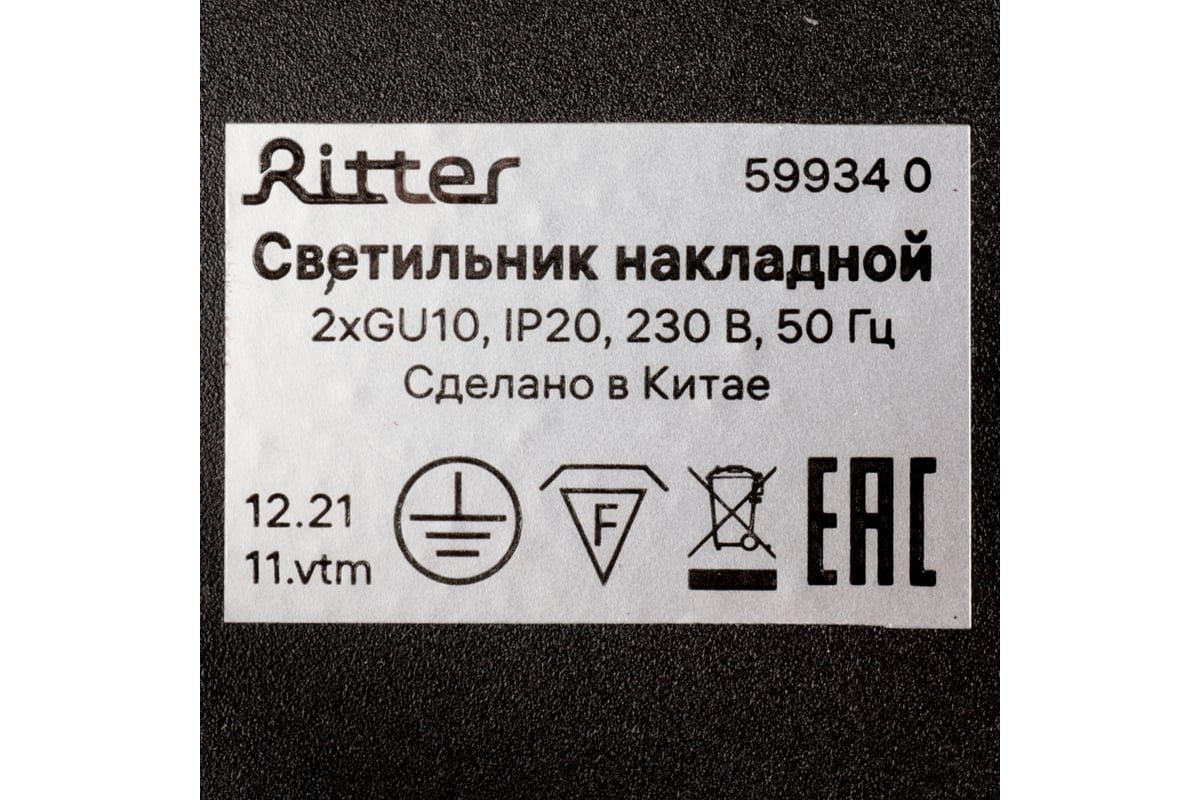 Ritter 59934 0
Светильник накладной
2xGU10, IP20, 230 В, 50 Гц
Сделано в Китае
12.21
11.vtm
F
EAC